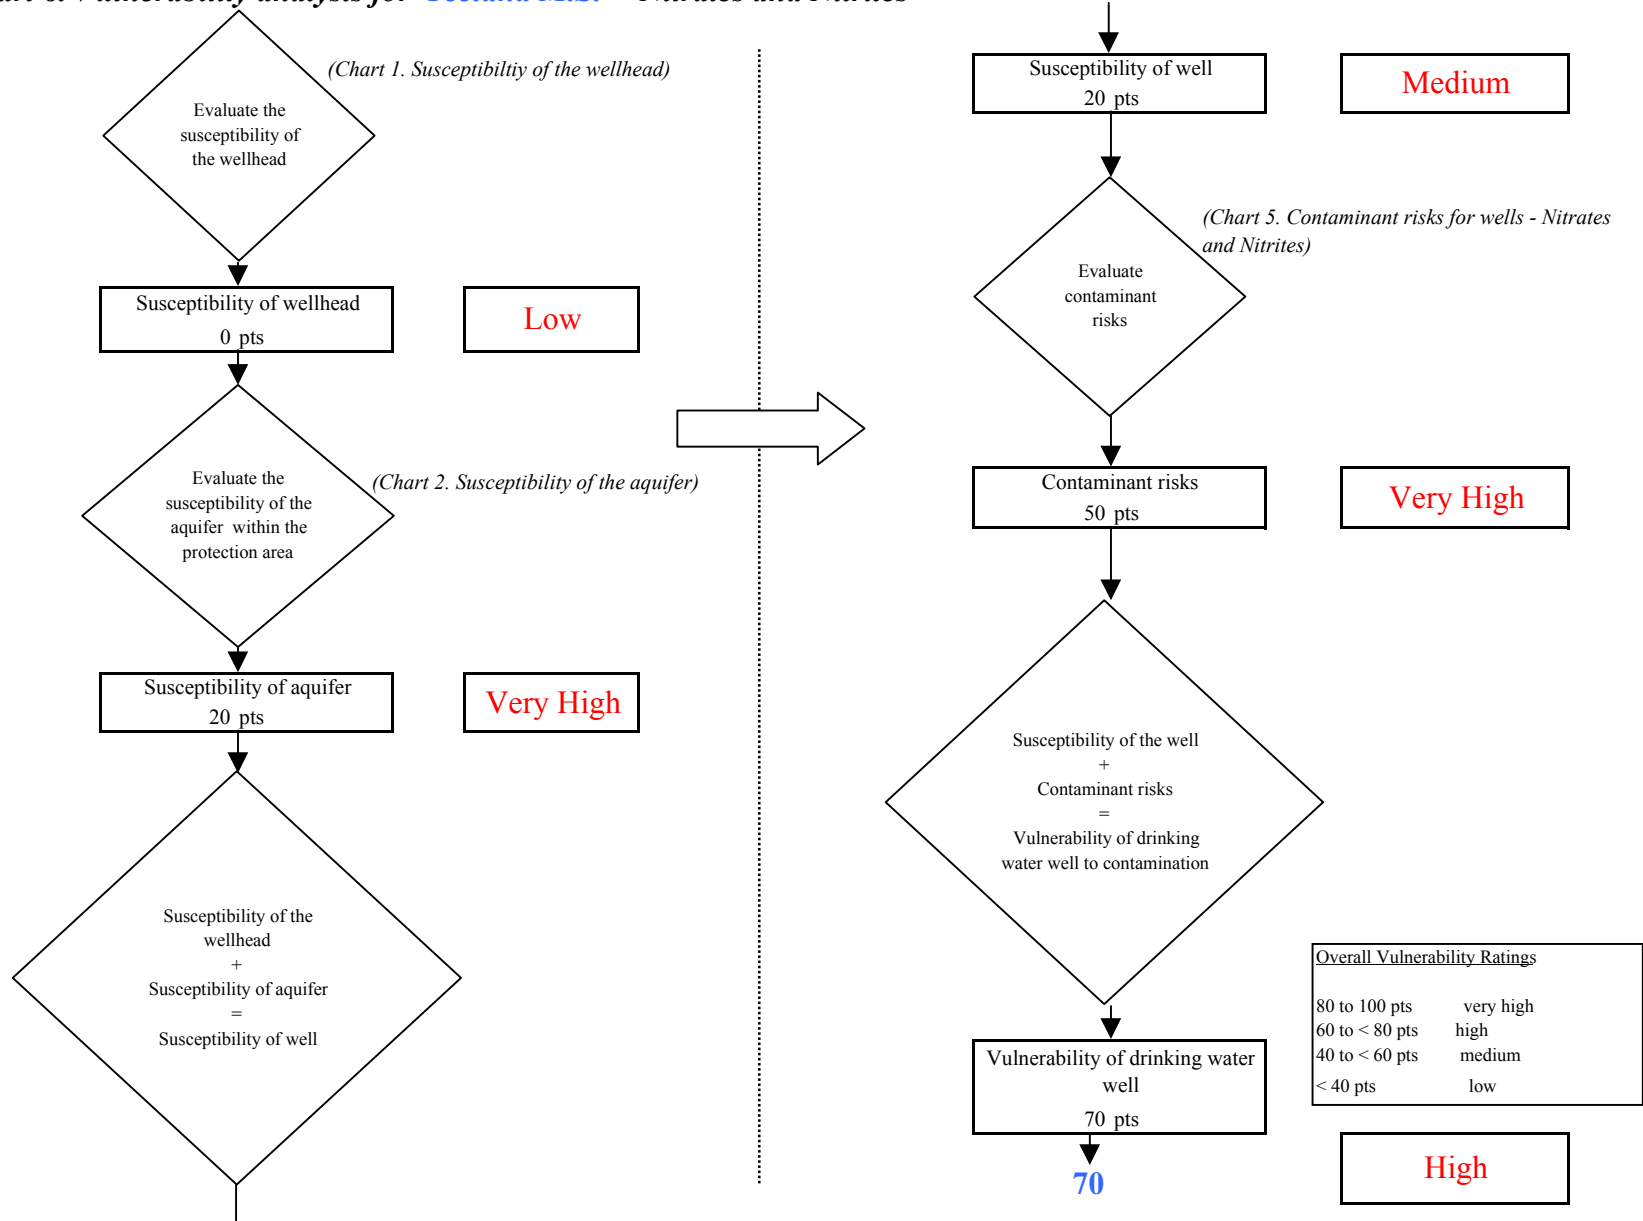 Vulnerability analysis for
Nitrates and Nitrites
(Chart 1. Susceptibiltiy of the wellhead)
Evaluate the
susceptibility of
the wellhead
Susceptibility of wellhead
0 pts
Low
Evaluate the
susceptibility of the
aquifer within the
protection area
(Chart 2. Susceptibility of the aquifer)
Susceptibility of aquifer
20 pts
Very High
Susceptibility of the
wellhead
+
Susceptibility of aquifer
=
Susceptibility of well
Susceptibility of well
20 pts
Medium
(Chart 5. Contaminant risks for wells - Nitrates
and Nitrites)
Evaluate
contaminant
risks
Contaminant risks
50 pts
Very High
Susceptibility of the well
+
Contaminant risks
=
Vulnerability of drinking
water well to contamination
Overall Vulnerability Ratings
80 to 100 pts very high
60 to < 80 pts high
40 to < 60 pts medium
< 40 pts low
Vulnerability of drinking water
well
70 pts
70
High